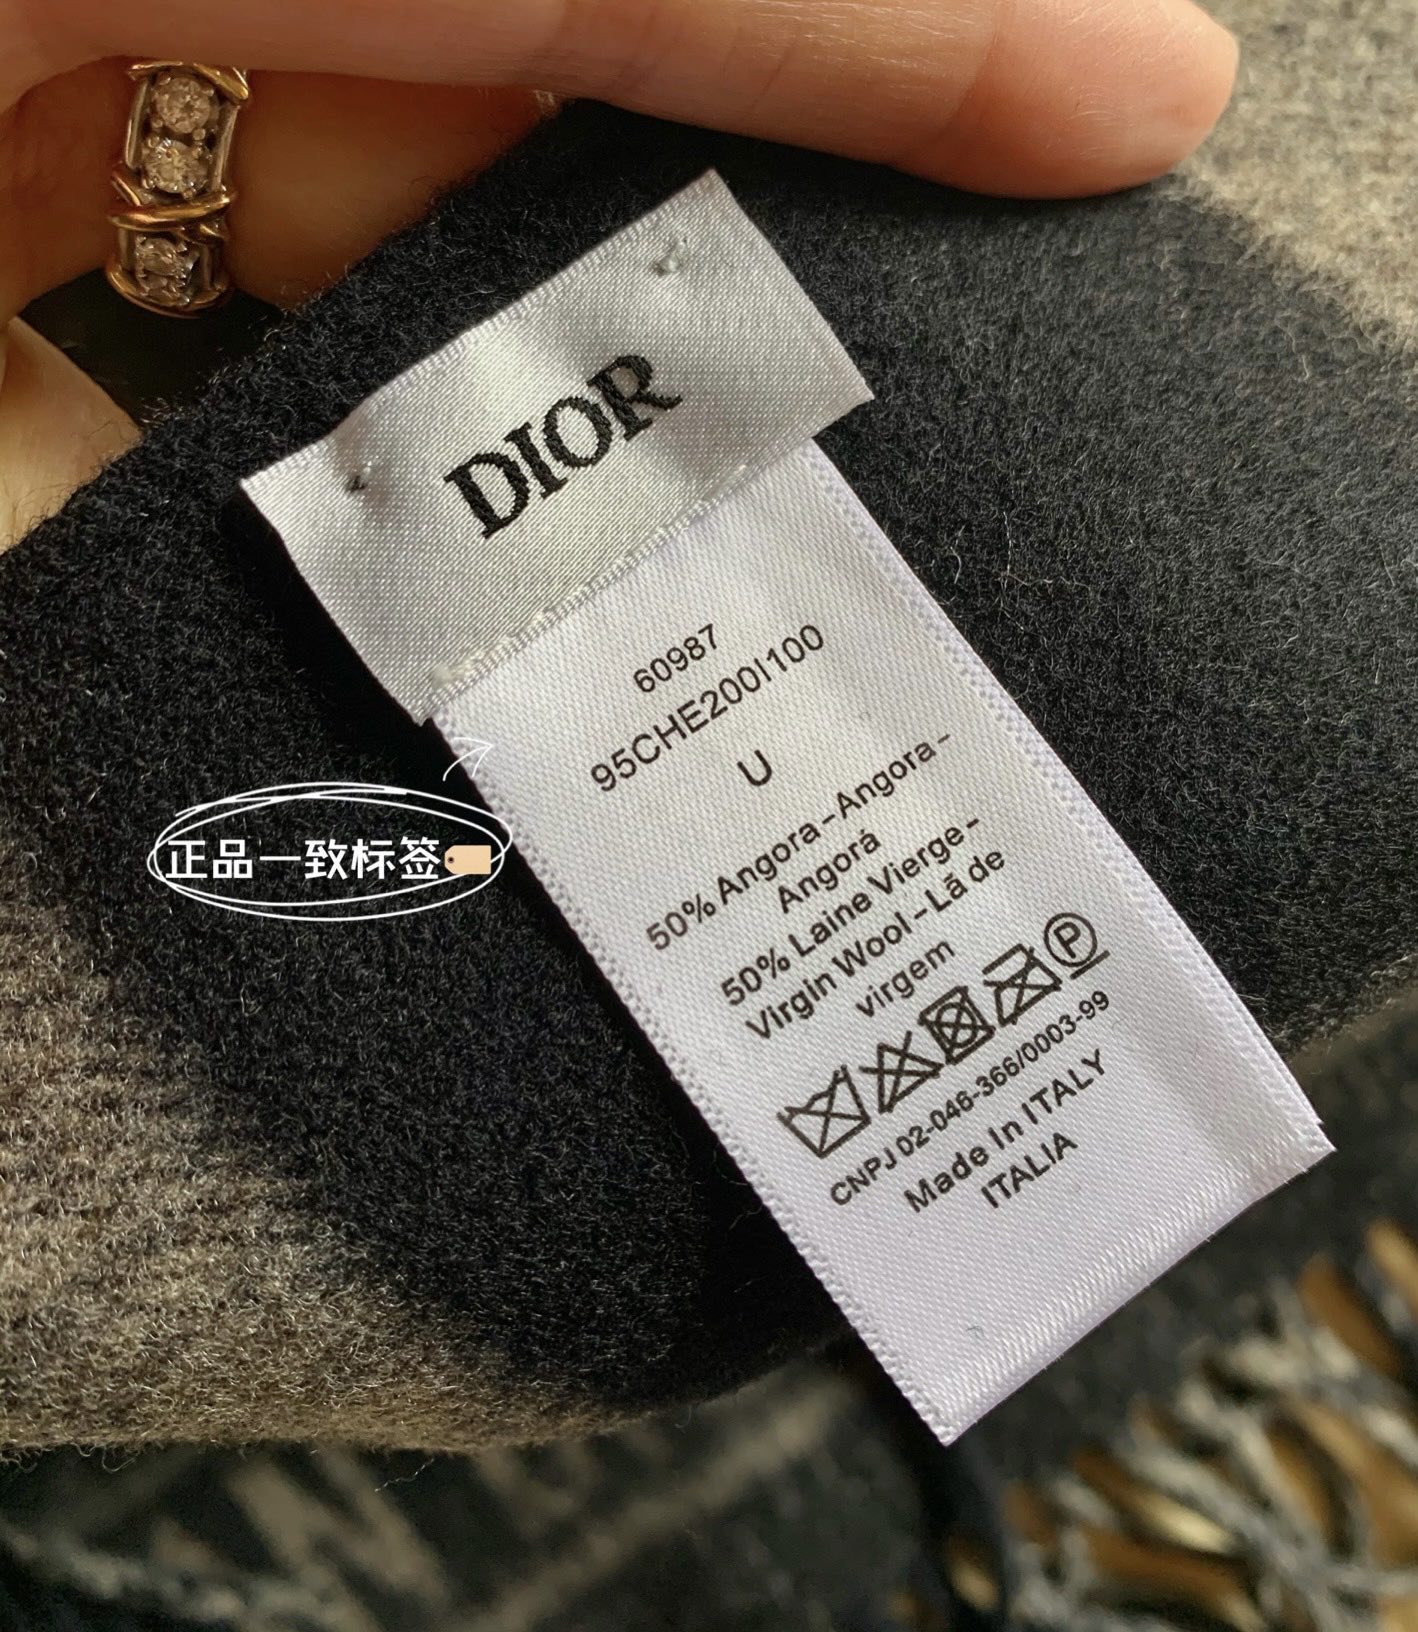 DIOR
60987
95CHE200I100
U
50% Angora-Angora-
Angorá
50% Laine Vierge-
Virgin Wool-Lã de
virgem
P
CNPJ 02-046-366/0003-99
Made In ITALY
ITALIA
正品一致标签